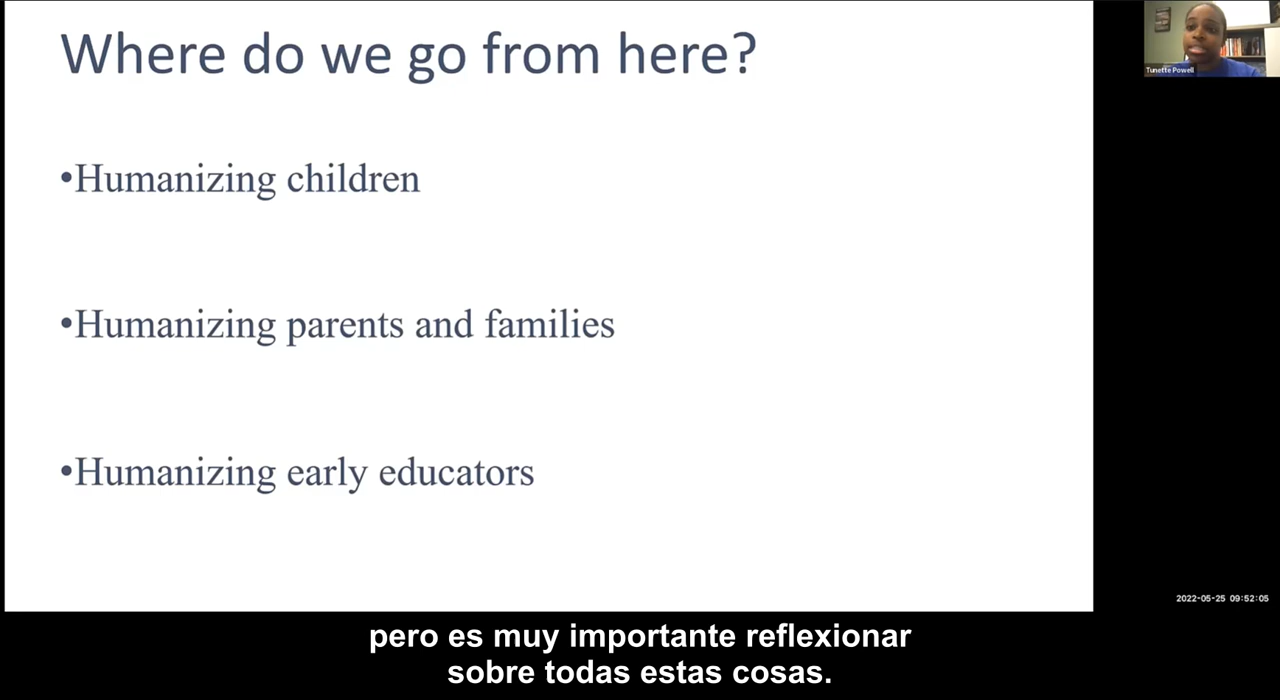 Where do we go from here?
•Humanizing children
•Humanizing parents and families
•Humanizing early educators
Tunette Powell
2022-05-25 09:52:05
pero es muy importante reflexionar
sobre todas estas cosas.